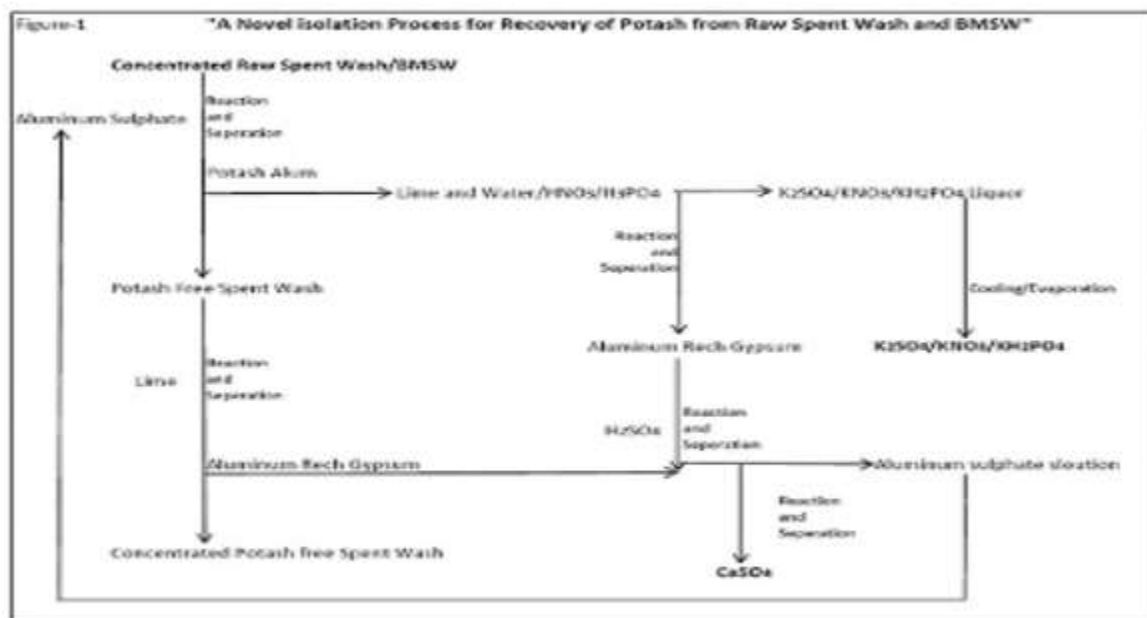 Figure-1 "A Novel isolation Process for Recovery of Potash from Raw Spent Wash and BMSW"
Concentrated Raw Spent Wash/BMSW
Aluminum Sulphate
Reaction
and
Seperation
Potash Alum
Lime and Water/HNO3/H3PO4
K2SO4/KNO3/KH2PO4 Liquor
Reaction
and
Seperation
Potash Free Spent Wash
Cooling/Evaporation
Aluminum Rech Gypsum
K2SO4/KNO3/KH2PO4
Lime
Reaction
and
Seperation
H2SO4
Reaction
and
Seperation
Aluminum Rech Gypsum
Aluminum sulphate sloution
Reaction
and
Seperation
Concentrated Potash free Spent Wash
CaSO4